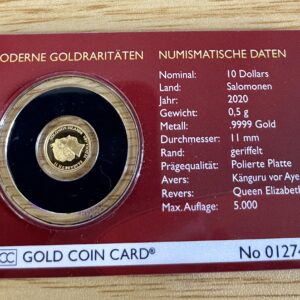 ODERNE GOLDRARITÄTEN
NUMISMATISCHE DATEN
Nominal: 10 Dollars
Land: Salomonen
Jahr: 2020
Gewicht: 0,5 g
Metall: .9999 Gold
Durchmesser: 11 mm
Rand: geriffelt
Prägequalität: Polierte Platte
Avers: Känguru vor Aye
Revers: Queen Elizabeth
Max. Auflage: 5.000
CC GOLD COIN CARD®
No 01274